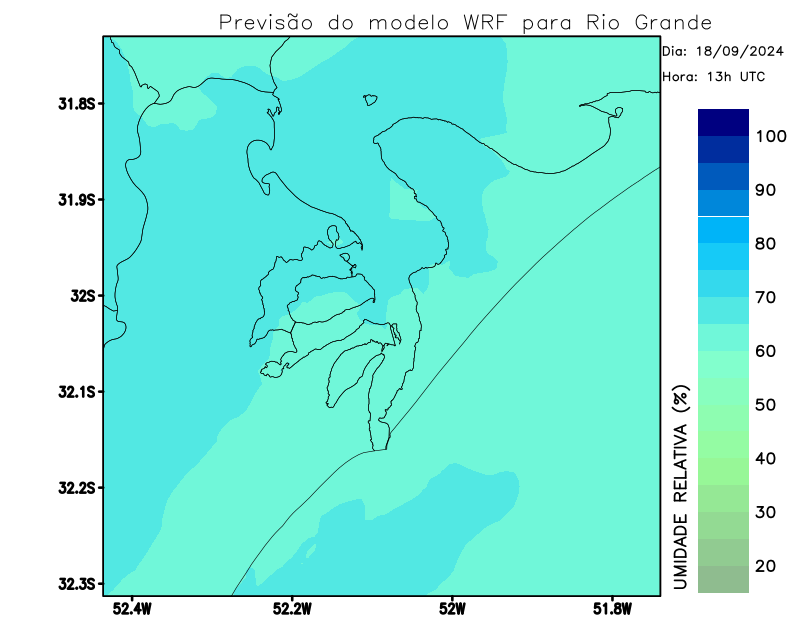 Previsão do modelo WRF para Rio Grande
Dia: 18/09/2024
Hora: 13h UTC
31.8S
31.9S
32S
32.1S
32.2S
32.3S
52.4W
52.2W
52W
51.8W
100
90
80
70
60
50
40
30
20
UMIDADE RELATIVA (%)